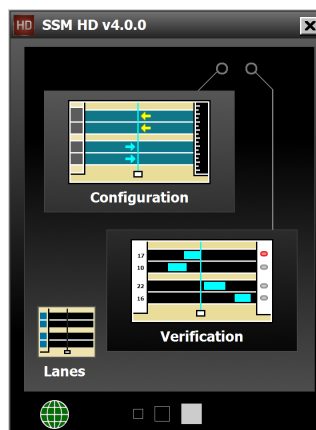 HD SSM HD v4.0.0
Configuration
17
10
22
16
Verification
Lanes